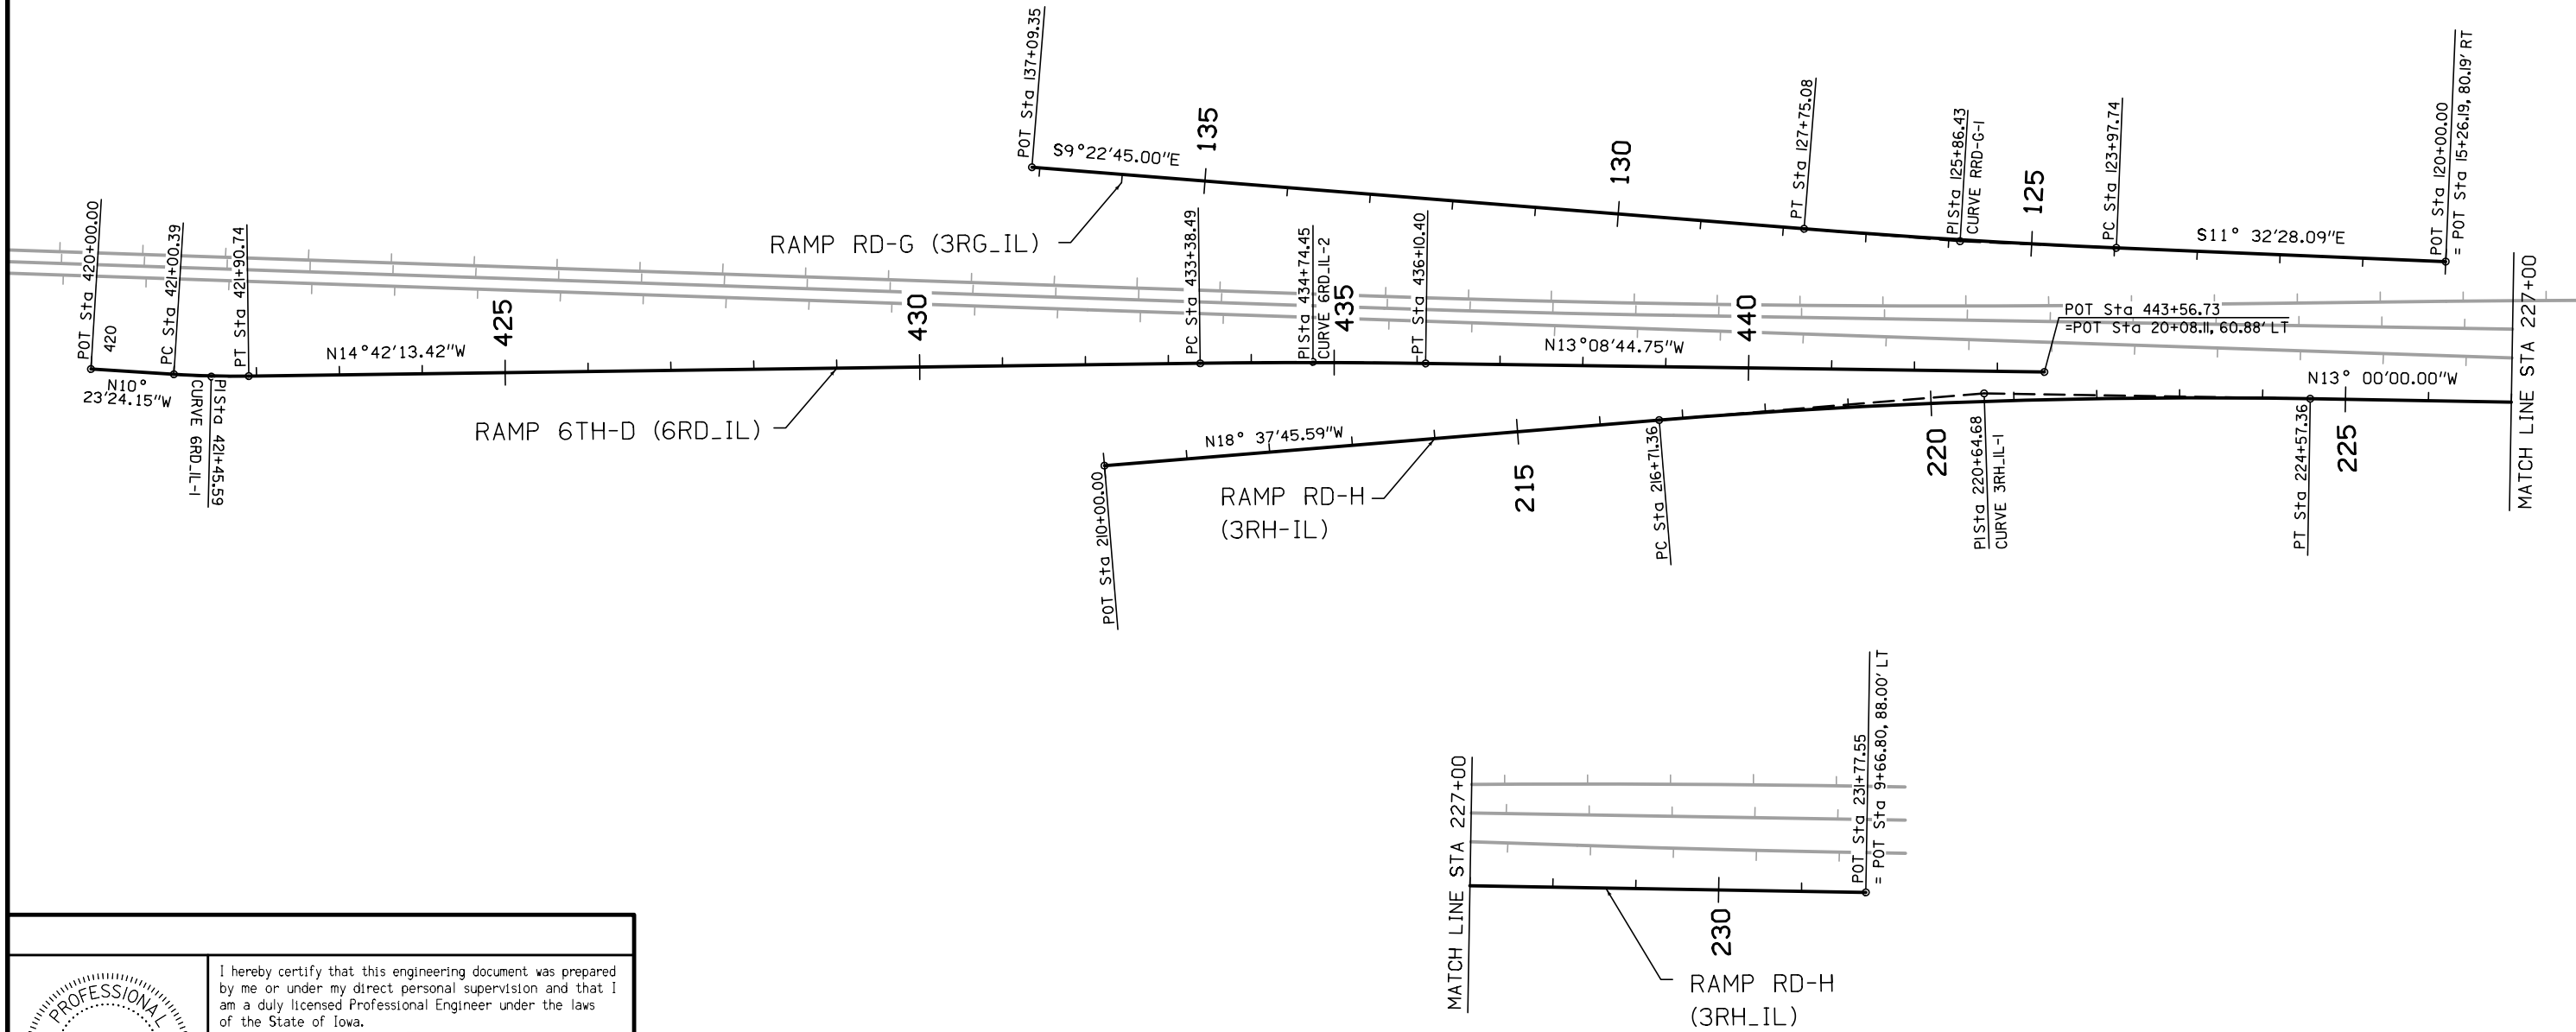 POT Sta 137+09.35
S9°22'45.00"E
135
130
PT Sta 127+75.08
PI Sta 125+86.43
CURVE RRD-G-1
125
PC Sta 123+97.74
S11° 32'28.09"E
POT Sta 120+00.00
= POT Sta 15+26.19, 80.19' RT
RAMP RD-G (3RG_IL)
POT Sta 420+00.00
420
PC Sta 421+00.39
PT Sta 421+90.74
N10°
23'24.15"W
CURVE 6RD_IL-1
PI Sta 421+45.59
N14°42'13.42"W
425
430
RAMP 6TH-D (6RD_IL)
PC Sta 433+38.49
PI Sta 434+74.45
CURVE 6RD_IL-2
435
PT Sta 436+10.40
N13°08'44.75"W
440
POT Sta 443+56.73
=POT Sta 20+08.11, 60.88' LT
POT Sta 210+00.00
N18° 37'45.59"W
RAMP RD-H
(3RH-IL)
215
PC Sta 216+71.36
220
PI Sta 220+64.68
CURVE 3RH_IL-1
PT Sta 224+57.36
225
N13° 00'00.00"W
MATCH LINE STA 227+00
MATCH LINE STA 227+00
230
POT Sta 231+77.55
= POT Sta 9+66.80, 88.00' LT
RAMP RD-H
(3RH_IL)
PROFESSIONAL
I hereby certify that this engineering document was prepared
by me or under my direct personal supervision and that I
am a duly licensed Professional Engineer under the laws
of the State of Iowa.